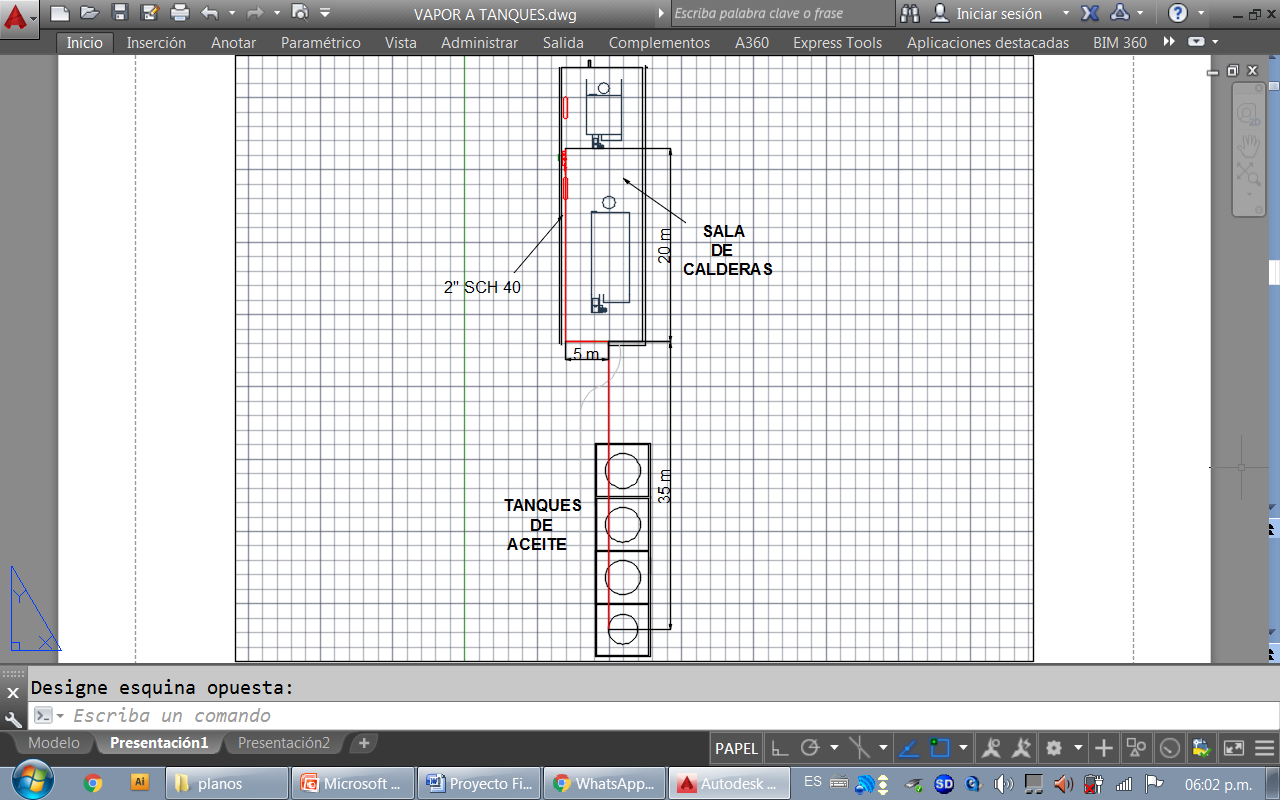 VAPOR A TANQUES.dwg
Escriba palabra clave o frase
Iniciar sesión
Inicio
Inserción
Anotar
Paramétrico
Vista
Administrar
Salida
Complementos
A360
Express Tools
Aplicaciones destacadas
BIM 360
SALA
DE
CALDERAS
20 m
2" SCH 40
5 m
35 m
TANQUES
DE
ACEITE
Y
X
Designe esquina opuesta:
Escriba un comando
Modelo
Presentación1
Presentación2
PAPEL
Ai
planos
Microsoft ...
Proyecto Fi...
WhatsApp...
Autodesk ...
ES
SD
06:02 p.m.